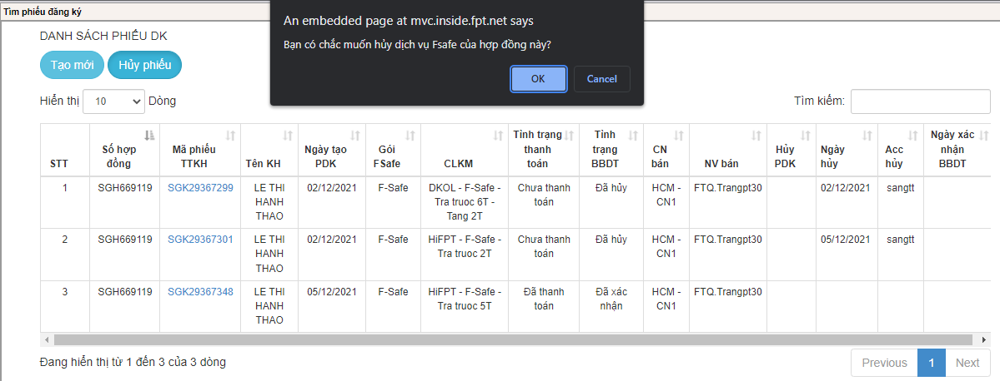 Tìm phiếu đăng ký
An embedded page at mvc.inside.fpt.net says
Bạn có chắc muốn hủy dịch vụ Fsafe của hợp đồng này?
OK Cancel
DANH SÁCH PHIẾU DK
Tạo mới Hủy phiếu
Hiển thị 10 Dòng Tìm kiếm:
STT Số hợp đồng Mã phiếu TTKH Tên KH Ngày tạo PDK Gói FSafe CLKM Tình trạng thanh toán Tình trạng BBDT CN bán NV bán Hủy PDK Ngày hủy Acc hủy Ngày xác nhận BBDT
1 SGH669119 SGK29367299 LE THI HANH THAO 02/12/2021 F-Safe DKOL - F-Safe - Tra truoc 6T - Tang 2T Chưa thanh toán Đã hủy HCM - CN1 FTQ.Trangpt30 02/12/2021 sangtt
2 SGH669119 SGK29367301 LE THI HANH THAO 02/12/2021 F-Safe HiFPT - F-Safe - Tra truoc 2T Chưa thanh toán Đã hủy HCM - CN1 FTQ.Trangpt30 05/12/2021 sangtt
3 SGH669119 SGK29367348 LE THI HANH THAO 05/12/2021 F-Safe HiFPT - F-Safe - Tra truoc 5T Đã thanh toán Đã xác nhận HCM - CN1 FTQ.Trangpt30
Đang hiển thị từ 1 đến 3 của 3 dòng
Previous 1 Next